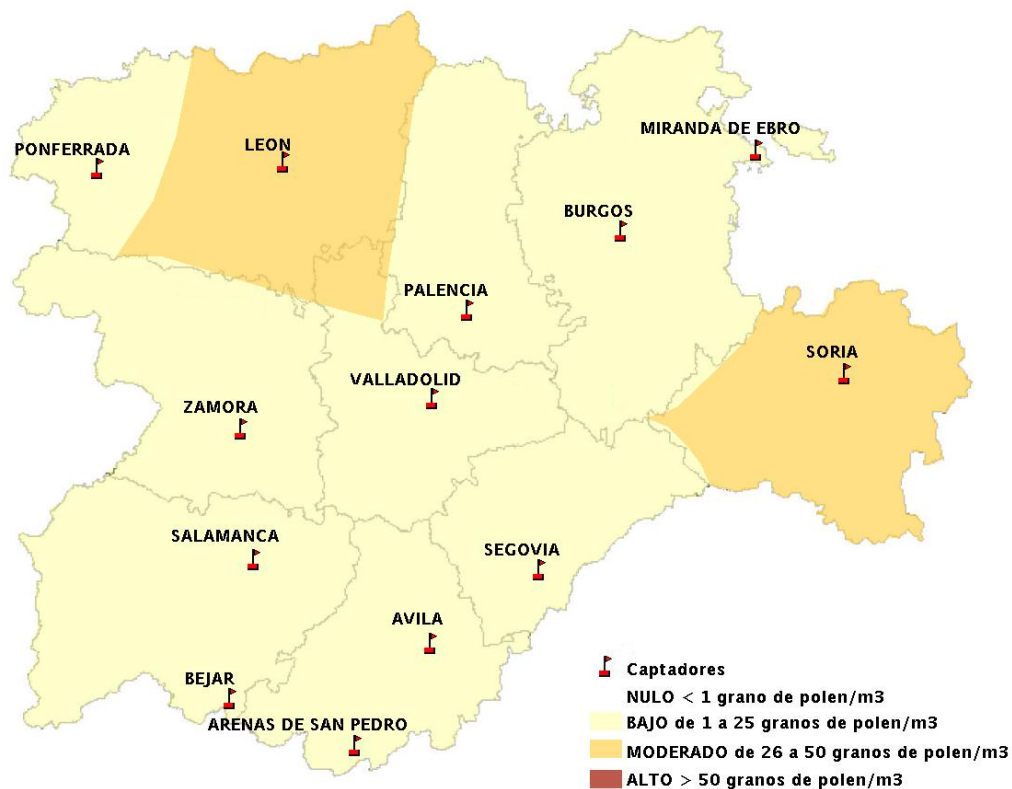 MIRANDA DE EBRO
PONFERRADA
LEON
BURGOS
PALENCIA
SORIA
VALLADOLID
ZAMORA
SALAMANCA
SEGOVIA
AVILA
BEJAR
ARENAS DE SAN PEDRO
Captadores
NULO < 1 grano de polen/m3
BAJO de 1 a 25 granos de polen/m3
MODERADO de 26 a 50 granos de polen/m3
ALTO > 50 granos de polen/m3